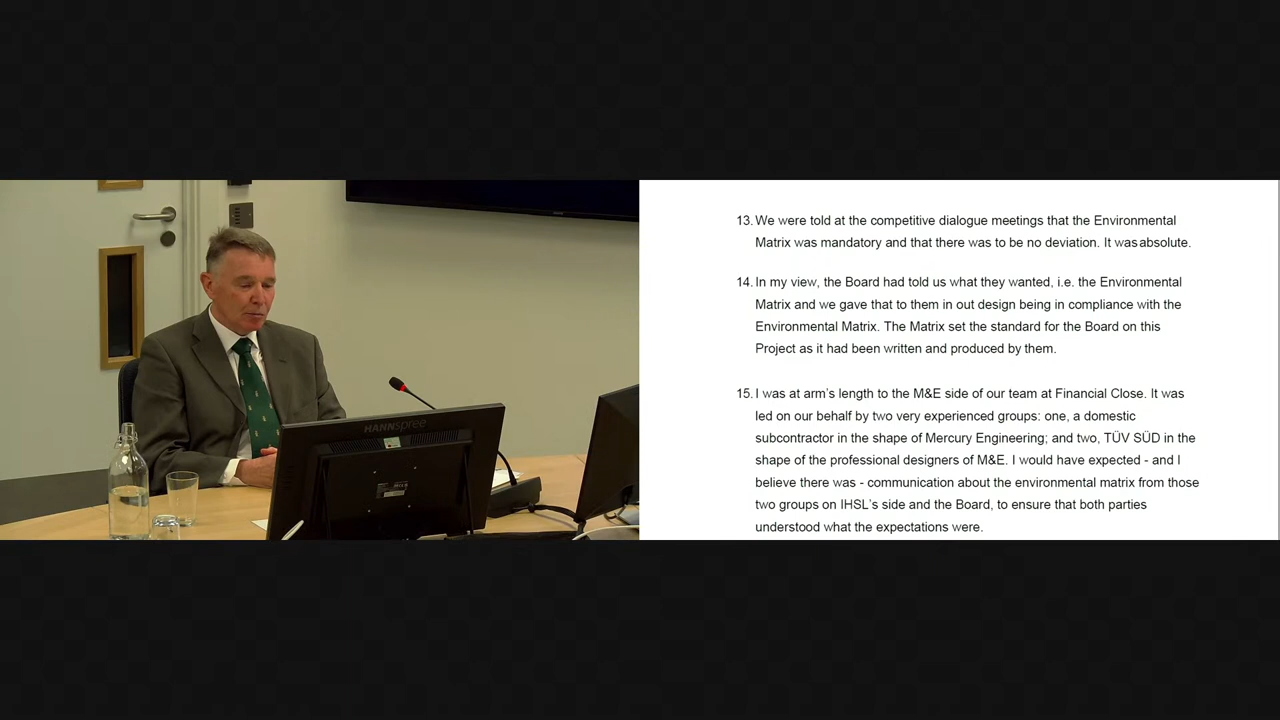 HANNspree
13. We were told at the competitive dialogue meetings that the Environmental
Matrix was mandatory and that there was to be no deviation. It was absolute.
14. In my view, the Board had told us what they wanted, i.e. the Environmental
Matrix and we gave that to them in out design being in compliance with the
Environmental Matrix. The Matrix set the standard for the Board on this
Project as it had been written and produced by them.
15. I was at arm's length to the M&E side of our team at Financial Close. It was
led on our behalf by two very experienced groups: one, a domestic
subcontractor in the shape of Mercury Engineering; and two, TÜV SÜD in the
shape of the professional designers of M&E. I would have expected - and I
believe there was - communication about the environmental matrix from those
two groups on IHSL's side and the Board, to ensure that both parties
understood what the expectations were.